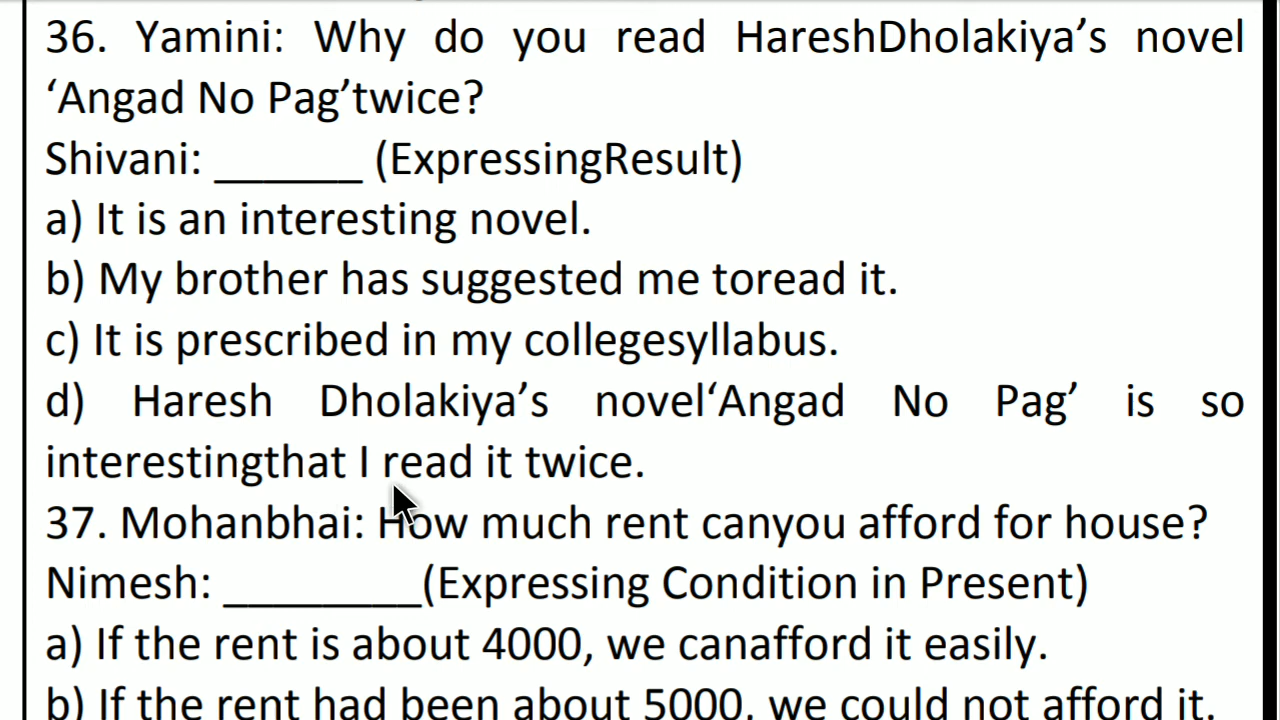 36. Yamini: Why do you read HareshDholakiya’s novel
‘Angad No Pag’twice?
Shivani: ______ (ExpressingResult)
a) It is an interesting novel.
b) My brother has suggested me toread it.
c) It is prescribed in my collegesyllabus.
d) Haresh Dholakiya’s novel‘Angad No Pag’ is so
interestingthat I read it twice.
37. Mohanbhai: How much rent canyou afford for house?
Nimesh: ________(Expressing Condition in Present)
a) If the rent is about 4000, we canafford it easily.
b) If the rent had been about 5000, we could not afford it.